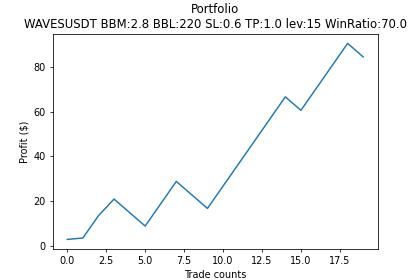 Portfolio
WAVESUSDT BBM:2.8 BBL:220 SL:0.6 TP:1.0 lev:15 WinRatio:70.0
80
60
40
20
0
Profit ($)
0.0 2.5 5.0 7.5 10.0 12.5 15.0 17.5
Trade counts